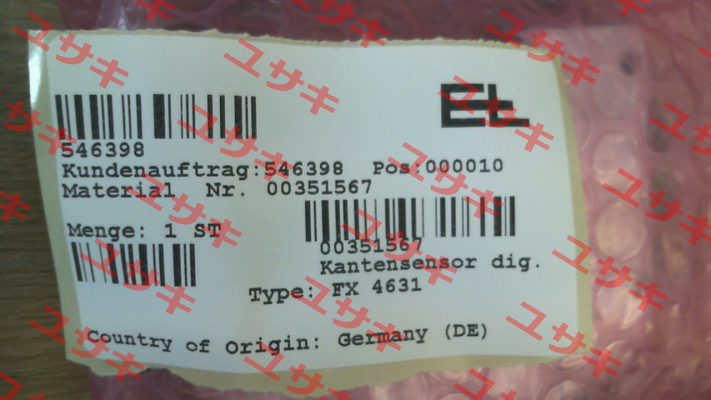 E+L
546398
Kundenauftrag:546398 Pos:000010
Material Nr. 00351567
Menge: 1 ST
00351567
Kantensensor dig.
Type: FX 4631
Country of Origin: Germany (DE)
ユサキ